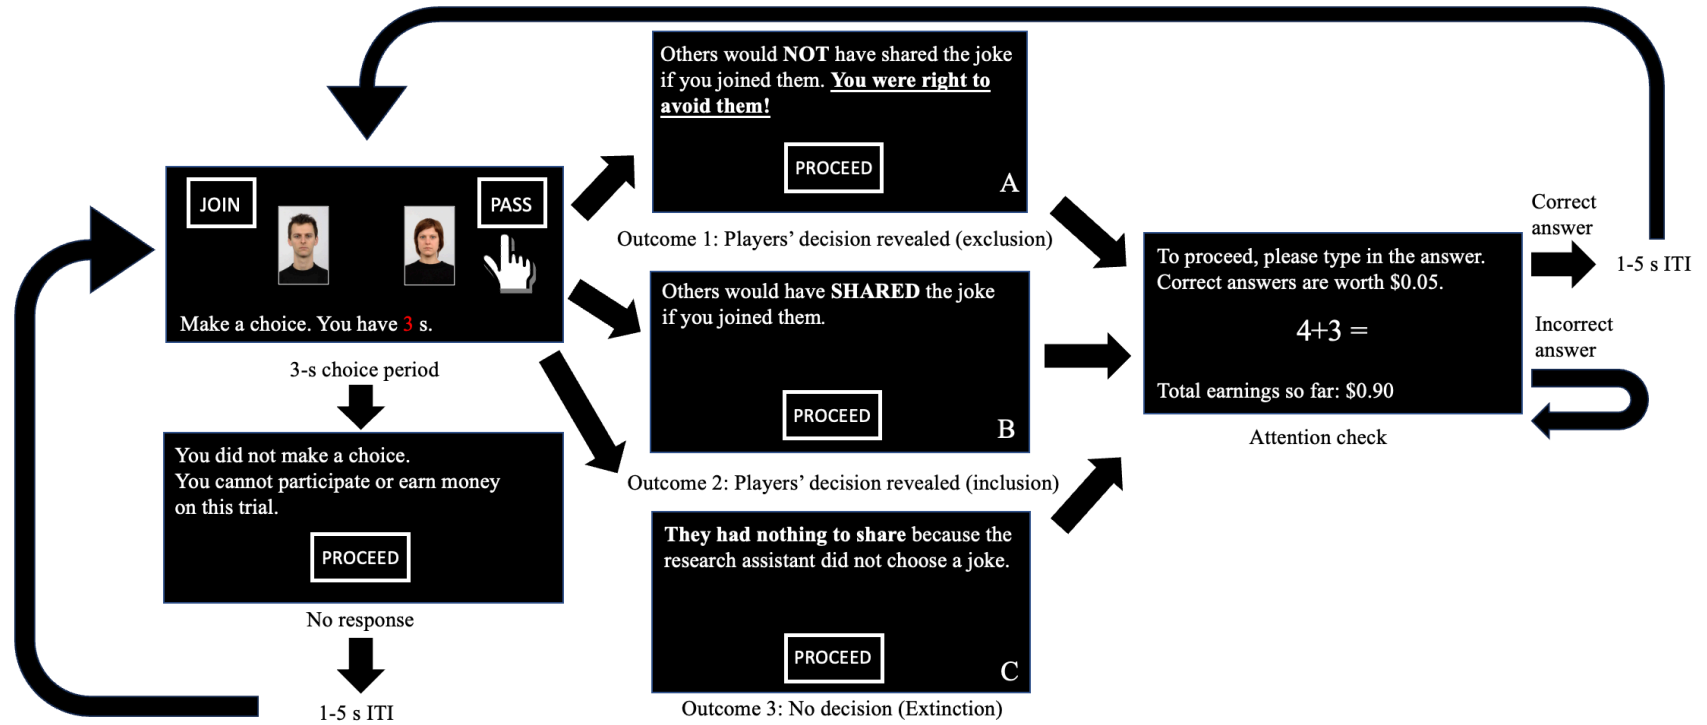 Others would NOT have shared the joke
if you joined them. You were right to
avoid them!
PROCEED
A
Outcome 1: Players’ decision revealed (exclusion)
JOIN
PASS
Make a choice. You have 3 s.
3-s choice period
Others would have SHARED the joke
if you joined them.
PROCEED
B
Outcome 2: Players’ decision revealed (inclusion)
You did not make a choice.
You cannot participate or earn money
on this trial.
PROCEED
No response
1-5 s ITI
They had nothing to share because the
research assistant did not choose a joke.
PROCEED
C
Outcome 3: No decision (Extinction)
To proceed, please type in the answer.
Correct answers are worth $0.05.
4+3 =
Total earnings so far: $0.90
Attention check
Correct
answer
1-5 s ITI
Incorrect
answer